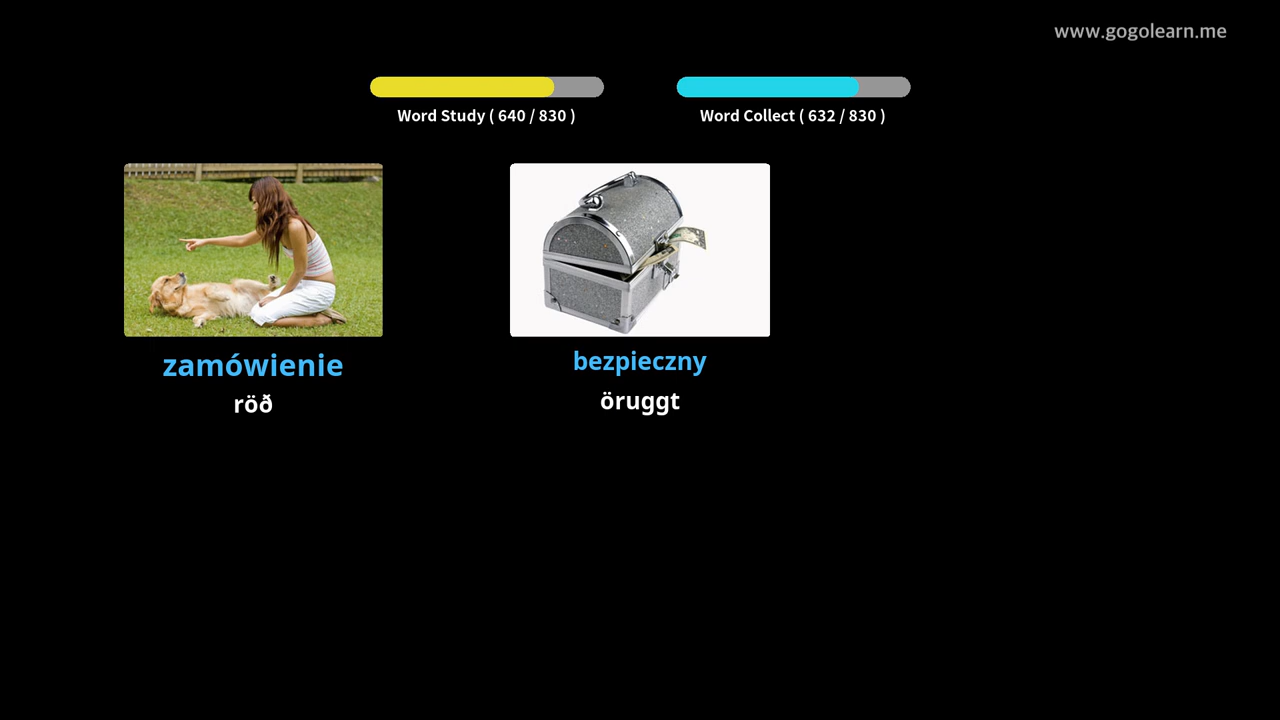 www.gogolearn.me
Word Study ( 640 / 830 )
Word Collect ( 632 / 830 )
zamówienie
röð
bezpieczny
öruggt